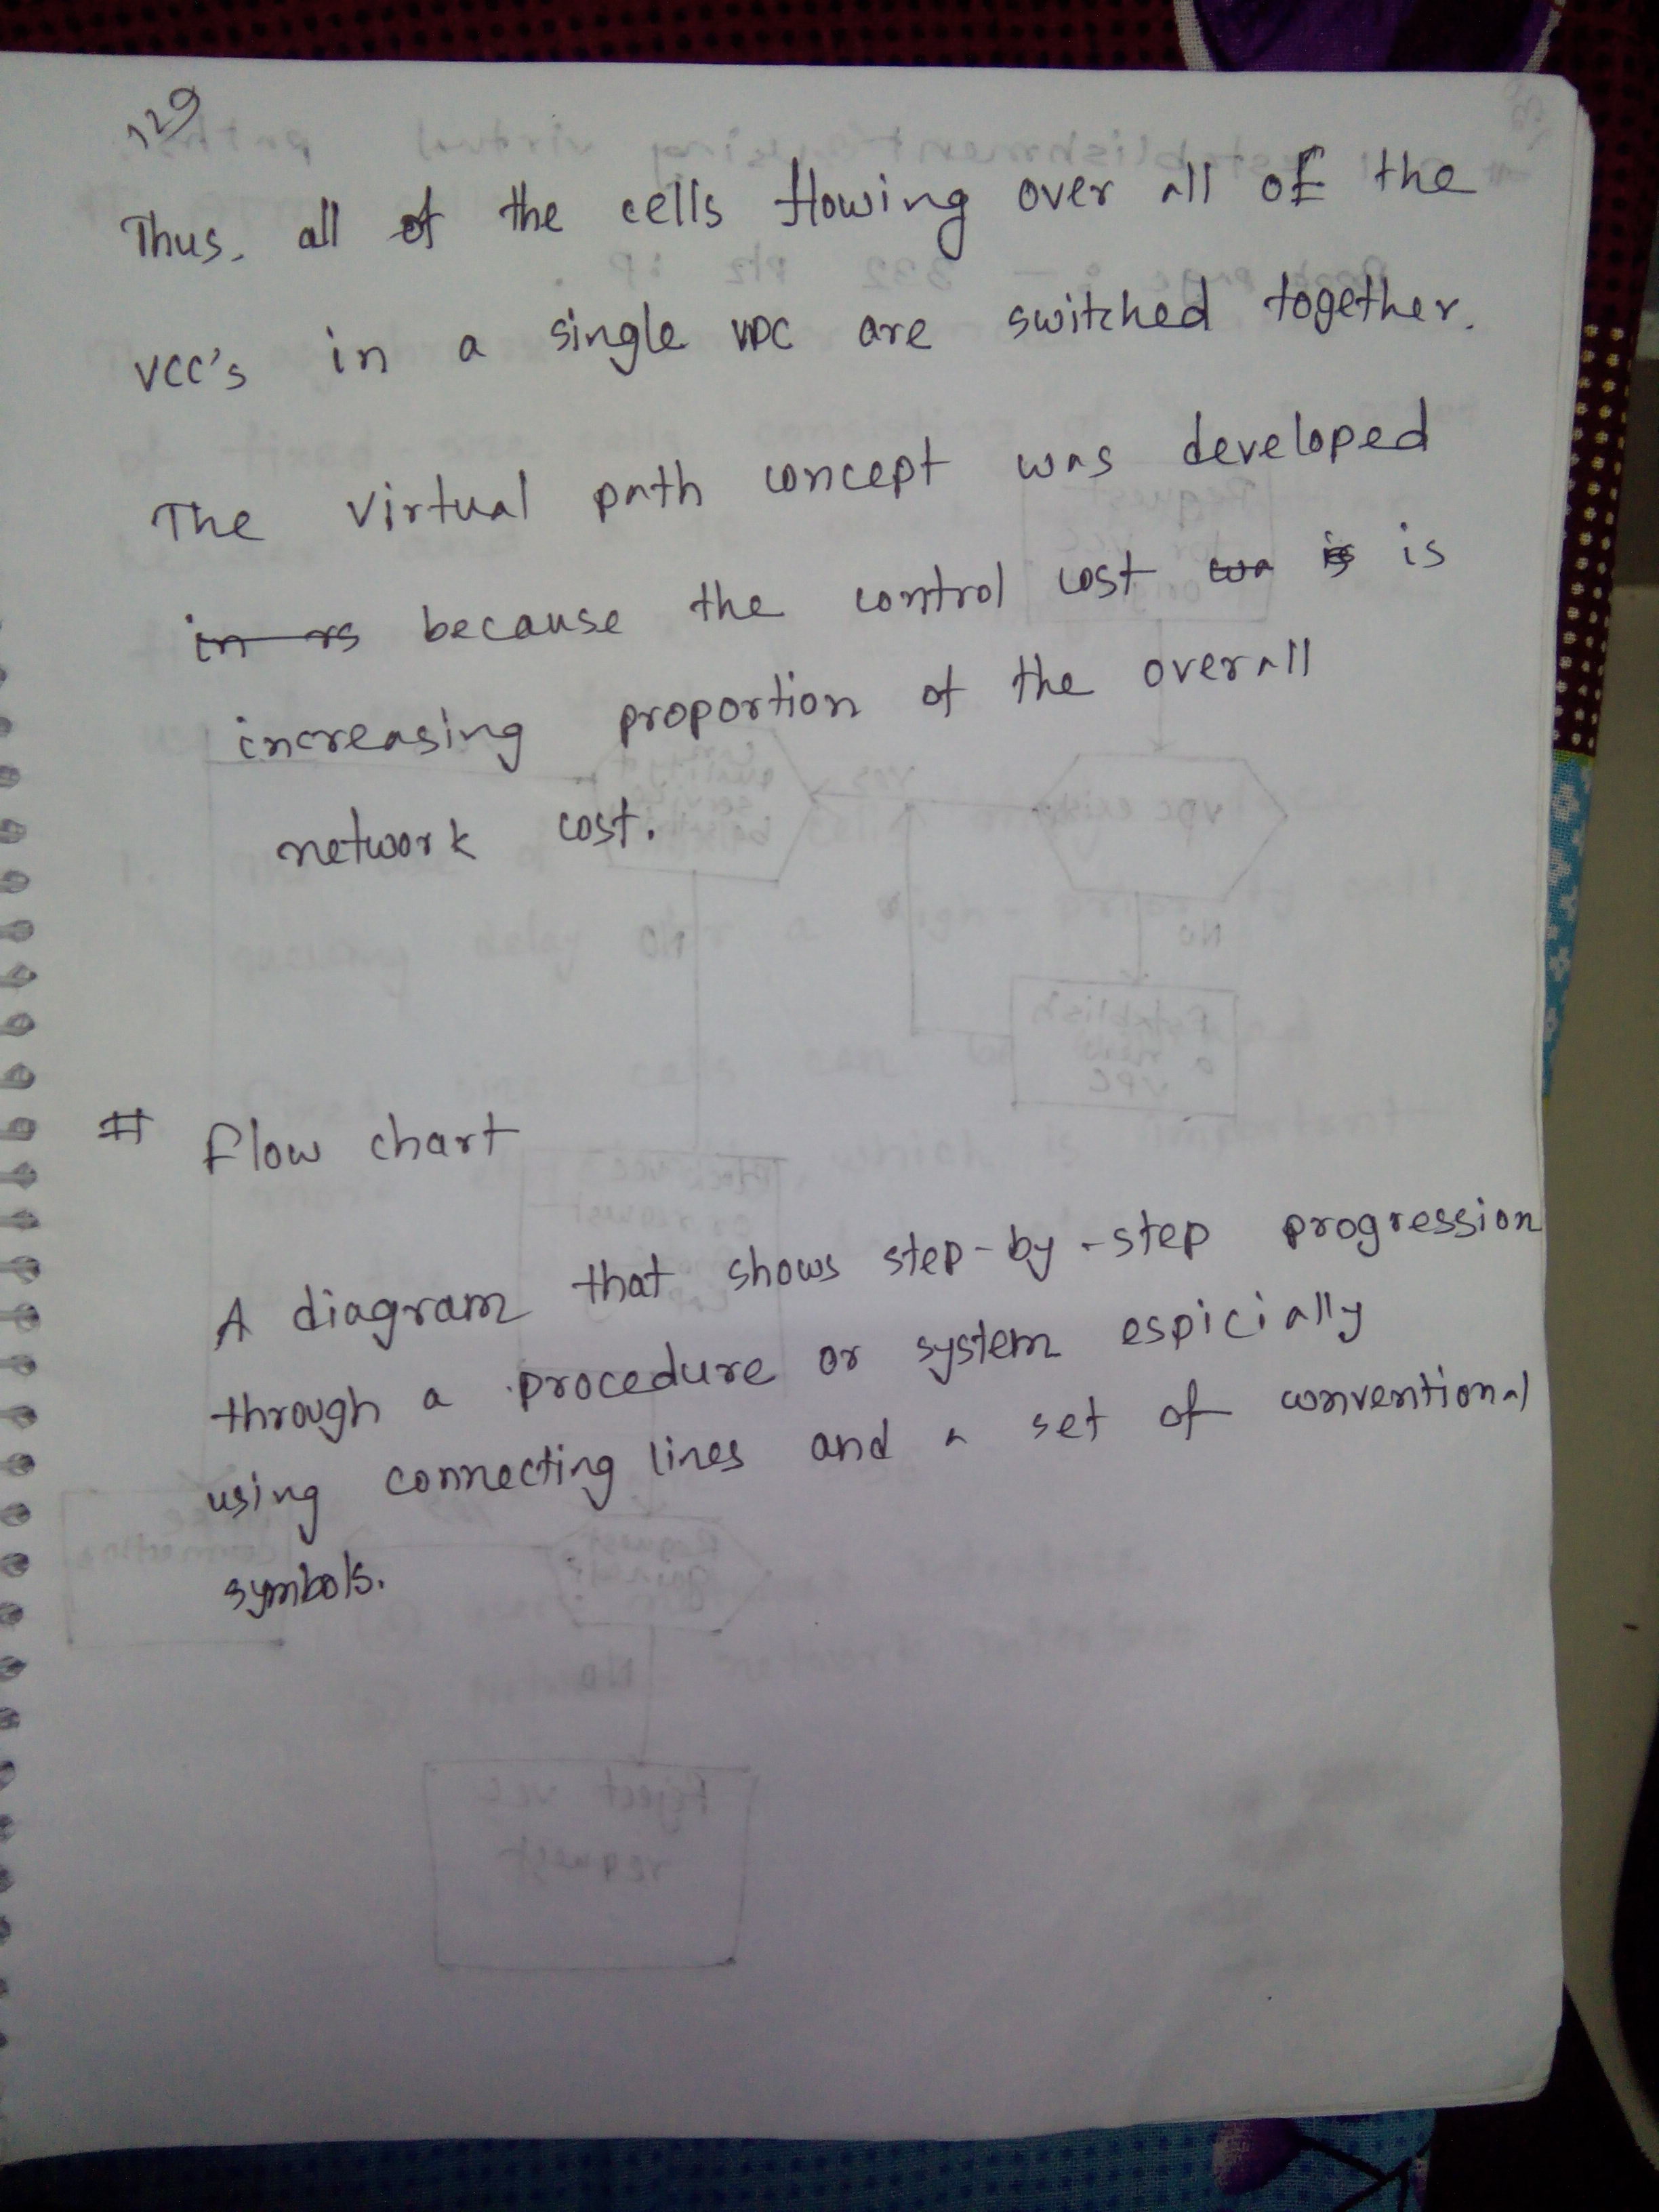 129
Thus, all of the cells flowing over all of the
VCC's in a single VPC are switched together.
The virtual path concept was developed
because the control cost is
increasing proportion of the overall
network cost.
# Flow chart
A diagram that shows step-by-step progression
through a procedure or system espicially
using connecting lines and a set of conventional
symbols.